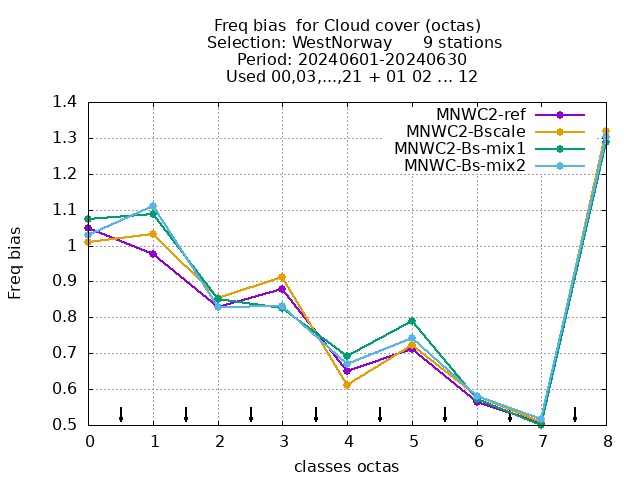 Freq bias  for Cloud cover (octas)
Selection: WestNorway      9 stations
Period: 20240601-20240630
Used 00,03,...,21 + 01 02 ... 12
MNWC2-ref
MNWC2-Bscale
MNWC2-Bs-mix1
MNWC-Bs-mix2
Freq bias
1.4
1.3
1.2
1.1
1
0.9
0.8
0.7
0.6
0.5
0 1 2 3 4 5 6 7 8
classes octas